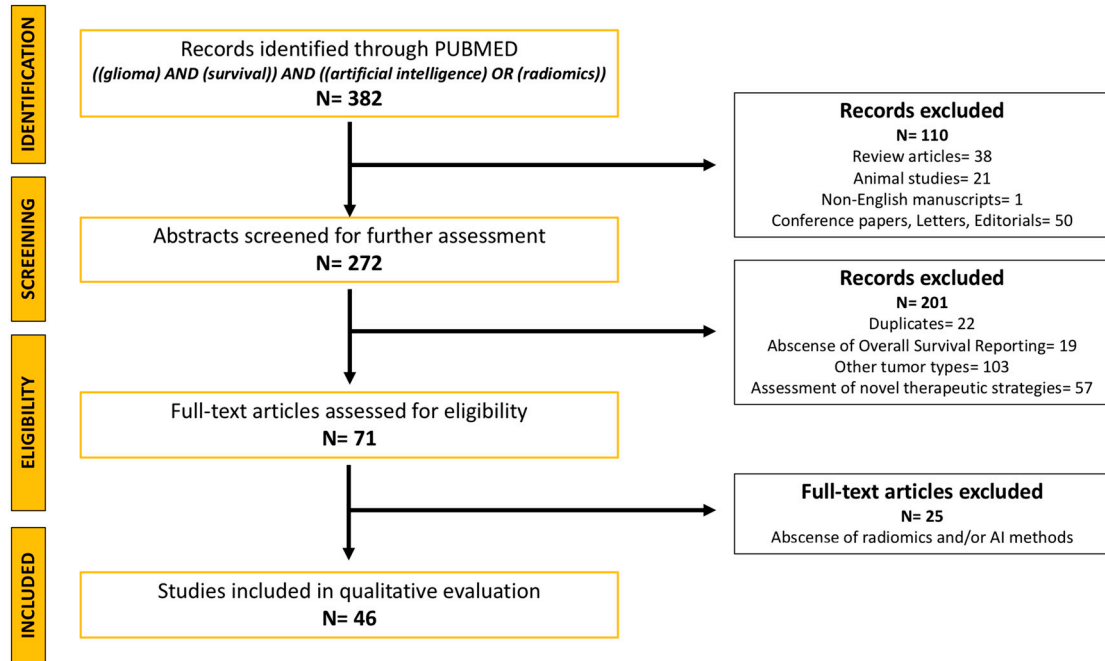 IDENTIFICATION
Records identified through PUBMED
((glioma) AND (survival)) AND ((artificial intelligence) OR (radiomics))
N= 382
Records excluded
N= 110
Review articles= 38
Animal studies= 21
Non-English manuscripts= 1
Conference papers, Letters, Editorials= 50
SCREEINING
Abstracts screened for further assessment
N= 272
Records excluded
N= 201
Duplicates= 22
Abscense of Overall Survival Reporting= 19
Other tumor types= 103
Assessment of novel therapeutic strategies= 57
ELIGIBILITY
Full-text articles assessed for eligibility
N= 71
Full-text articles excluded
N= 25
Abscense of radiomics and/or AI methods
INCLUDED
Studies included in qualitative evaluation
N= 46